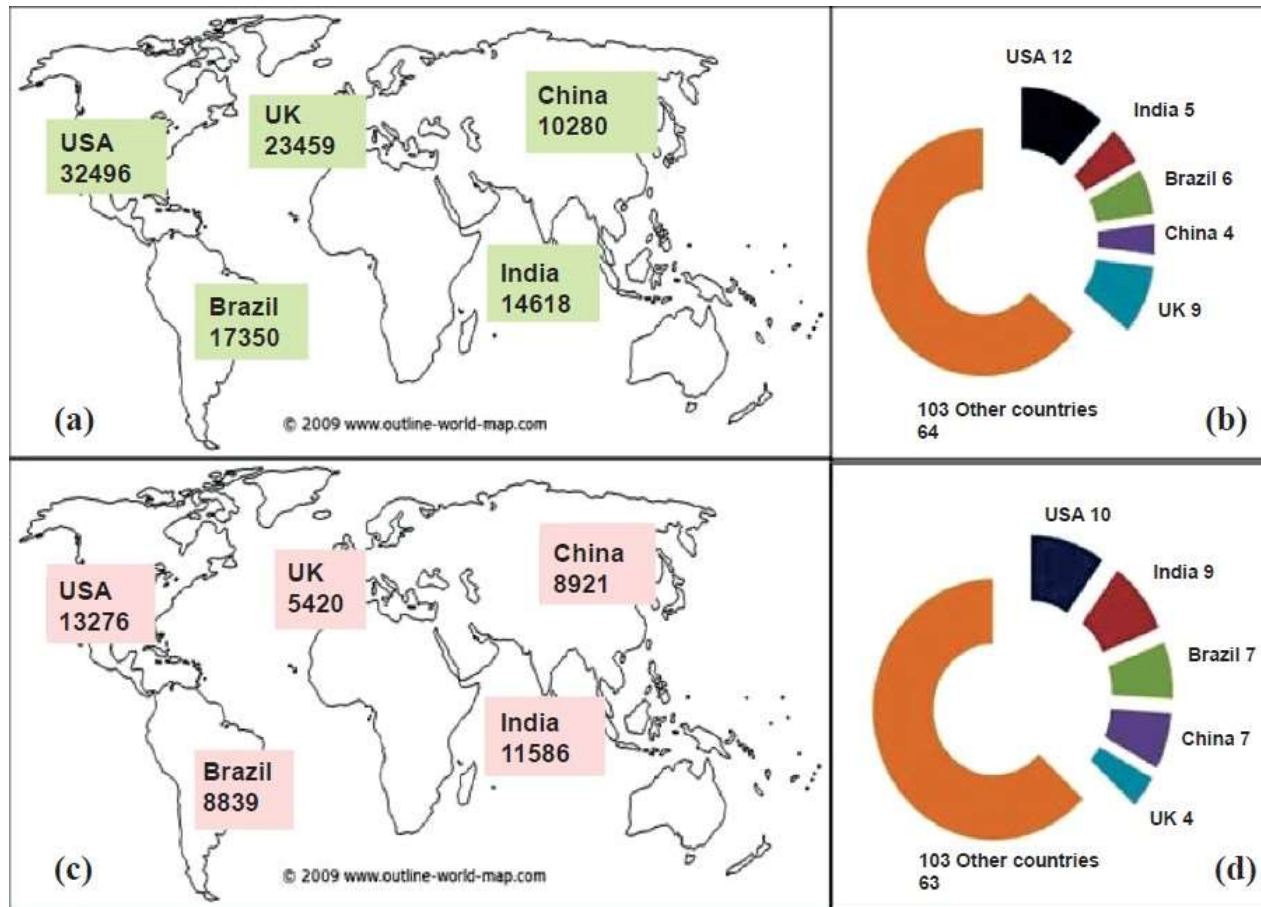 USA
32496
UK
23459
China
10280
Brazil
17350
India
14618
(a)
© 2009 www.outline-world-map.com
USA 12
India 5
Brazil 6
China 4
UK 9
103 Other countries
64
(b)
USA
13276
UK
5420
China
8921
Brazil
8839
India
11586
(c)
© 2009 www.outline-world-map.com
USA 10
India 9
Brazil 7
China 7
UK 4
103 Other countries
63
(d)